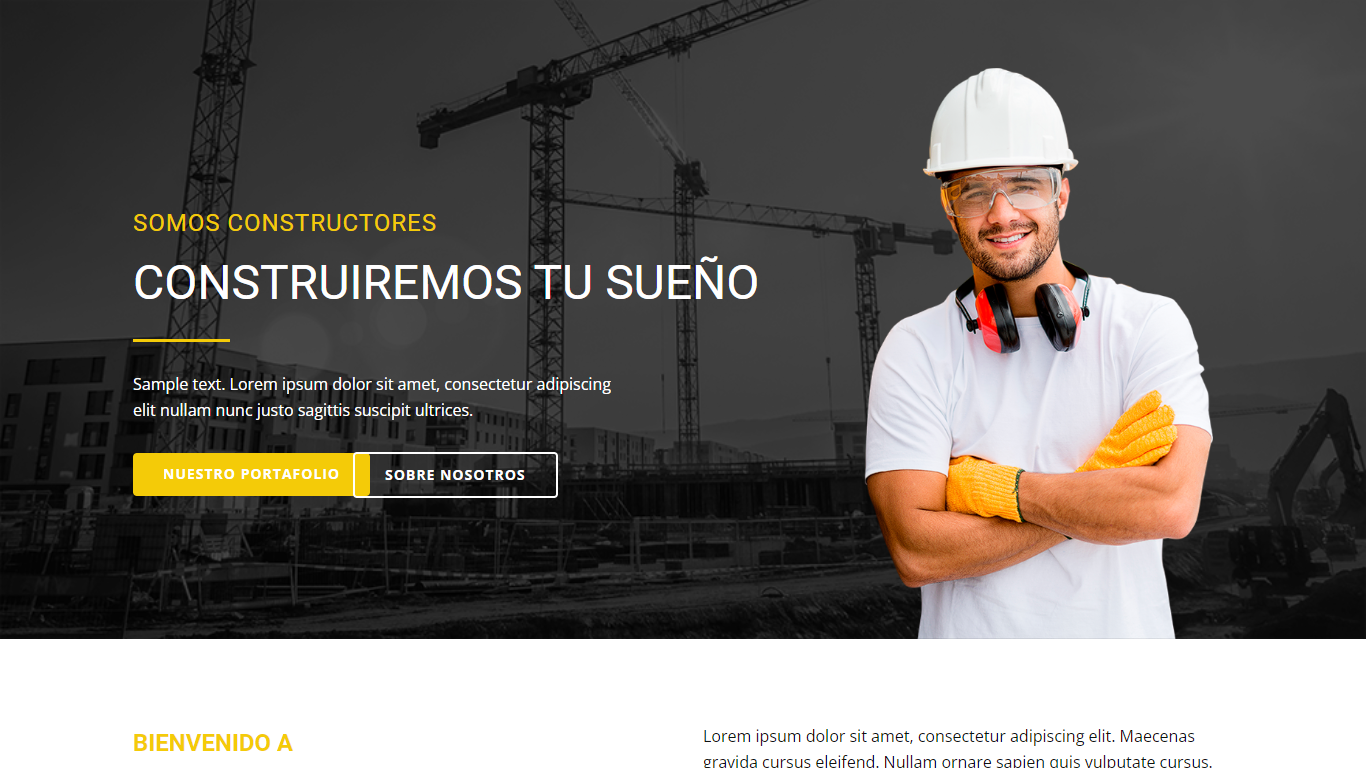 SOMOS CONSTRUCTORES
CONSTRUIREMOS TU SUEÑO
Sample text. Lorem ipsum dolor sit amet, consectetur adipiscing
elit nullam nunc justo sagittis suscipit ultrices.
NUESTRO PORTAFOLIO
SOBRE NOSOTROS
BIENVENIDO A
Lorem ipsum dolor sit amet, consectetur adipiscing elit. Maecenas
gravida cursus eleifend. Nullam ornare sapien quis vulputate cursus.